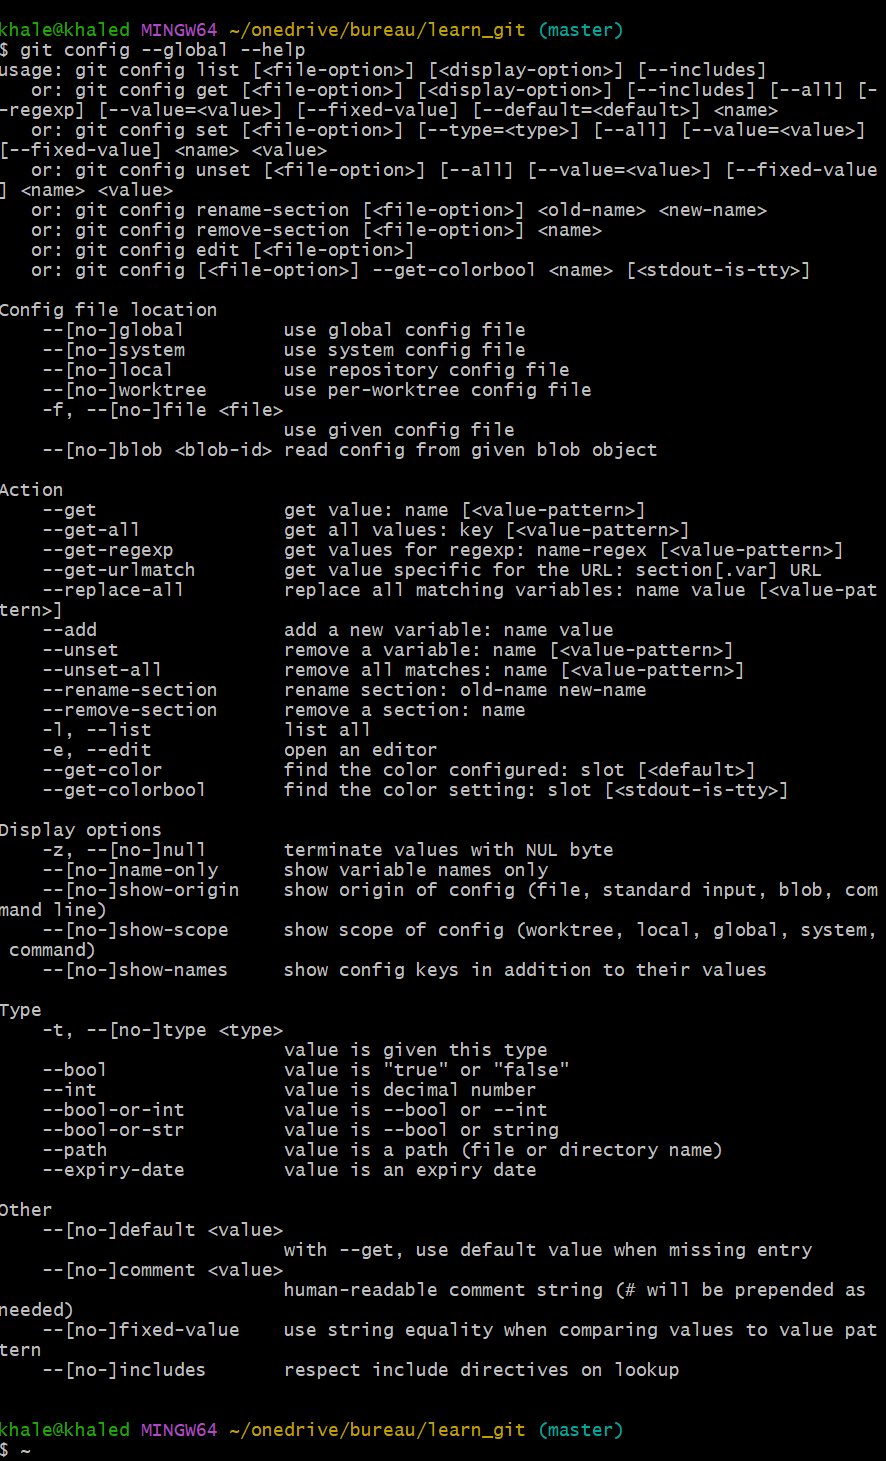 khale@khaled MINGW64 ~/onedrive/bureau/learn_git (master)
$ git config --global --help
usage: git config list [<file-option>] [<display-option>] [--includes]
   or: git config get [<file-option>] [<display-option>] [--includes] [--all] [-
-regexp] [--value=<value>] [--fixed-value] [--default=<default>] <name>
   or: git config set [<file-option>] [--type=<type>] [--all] [--value=<value>]
[--fixed-value] <name> <value>
   or: git config unset [<file-option>] [--all] [--value=<value>] [--fixed-value
] <name> <value>
   or: git config rename-section [<file-option>] <old-name> <new-name>
   or: git config remove-section [<file-option>] <name>
   or: git config edit [<file-option>]
   or: git config [<file-option>] --get-colorbool <name> [<stdout-is-tty>]

Config file location
    --[no-]global         use global config file
    --[no-]system         use system config file
    --[no-]local          use repository config file
    --[no-]worktree       use per-worktree config file
    -f, --[no-]file <file>
                          use given config file
    --[no-]blob <blob-id> read config from given blob object

Action
    --get                 get value: name [<value-pattern>]
    --get-all             get all values: key [<value-pattern>]
    --get-regexp          get values for regexp: name-regex [<value-pattern>]
    --get-urlmatch        get value specific for the URL: section[.var] URL
    --replace-all         replace all matching variables: name value [<value-pat
tern>]
    --add                 add a new variable: name value
    --unset               remove a variable: name [<value-pattern>]
    --unset-all           remove all matches: name [<value-pattern>]
    --rename-section      rename section: old-name new-name
    --remove-section      remove a section: name
    -l, --list            list all
    -e, --edit            open an editor
    --get-color           find the color configured: slot [<default>]
    --get-colorbool       find the color setting: slot [<stdout-is-tty>]

Display options
    -z, --[no-]null       terminate values with NUL byte
    --[no-]name-only      show variable names only
    --[no-]show-origin    show origin of config (file, standard input, blob, com
mand line)
    --[no-]show-scope     show scope of config (worktree, local, global, system,
 command)
    --[no-]show-names     show config keys in addition to their values

Type
    -t, --[no-]type <type>
                          value is given this type
    --bool                value is "true" or "false"
    --int                 value is decimal number
    --bool-or-int         value is --bool or --int
    --bool-or-str         value is --bool or string
    --path                value is a path (file or directory name)
    --expiry-date         value is an expiry date

Other
    --[no-]default <value>
                          with --get, use default value when missing entry
    --[no-]comment <value>
                          human-readable comment string (# will be prepended as
needed)
    --[no-]fixed-value    use string equality when comparing values to value pat
tern
    --[no-]includes       respect include directives on lookup

khale@khaled MINGW64 ~/onedrive/bureau/learn_git (master)
$ ~